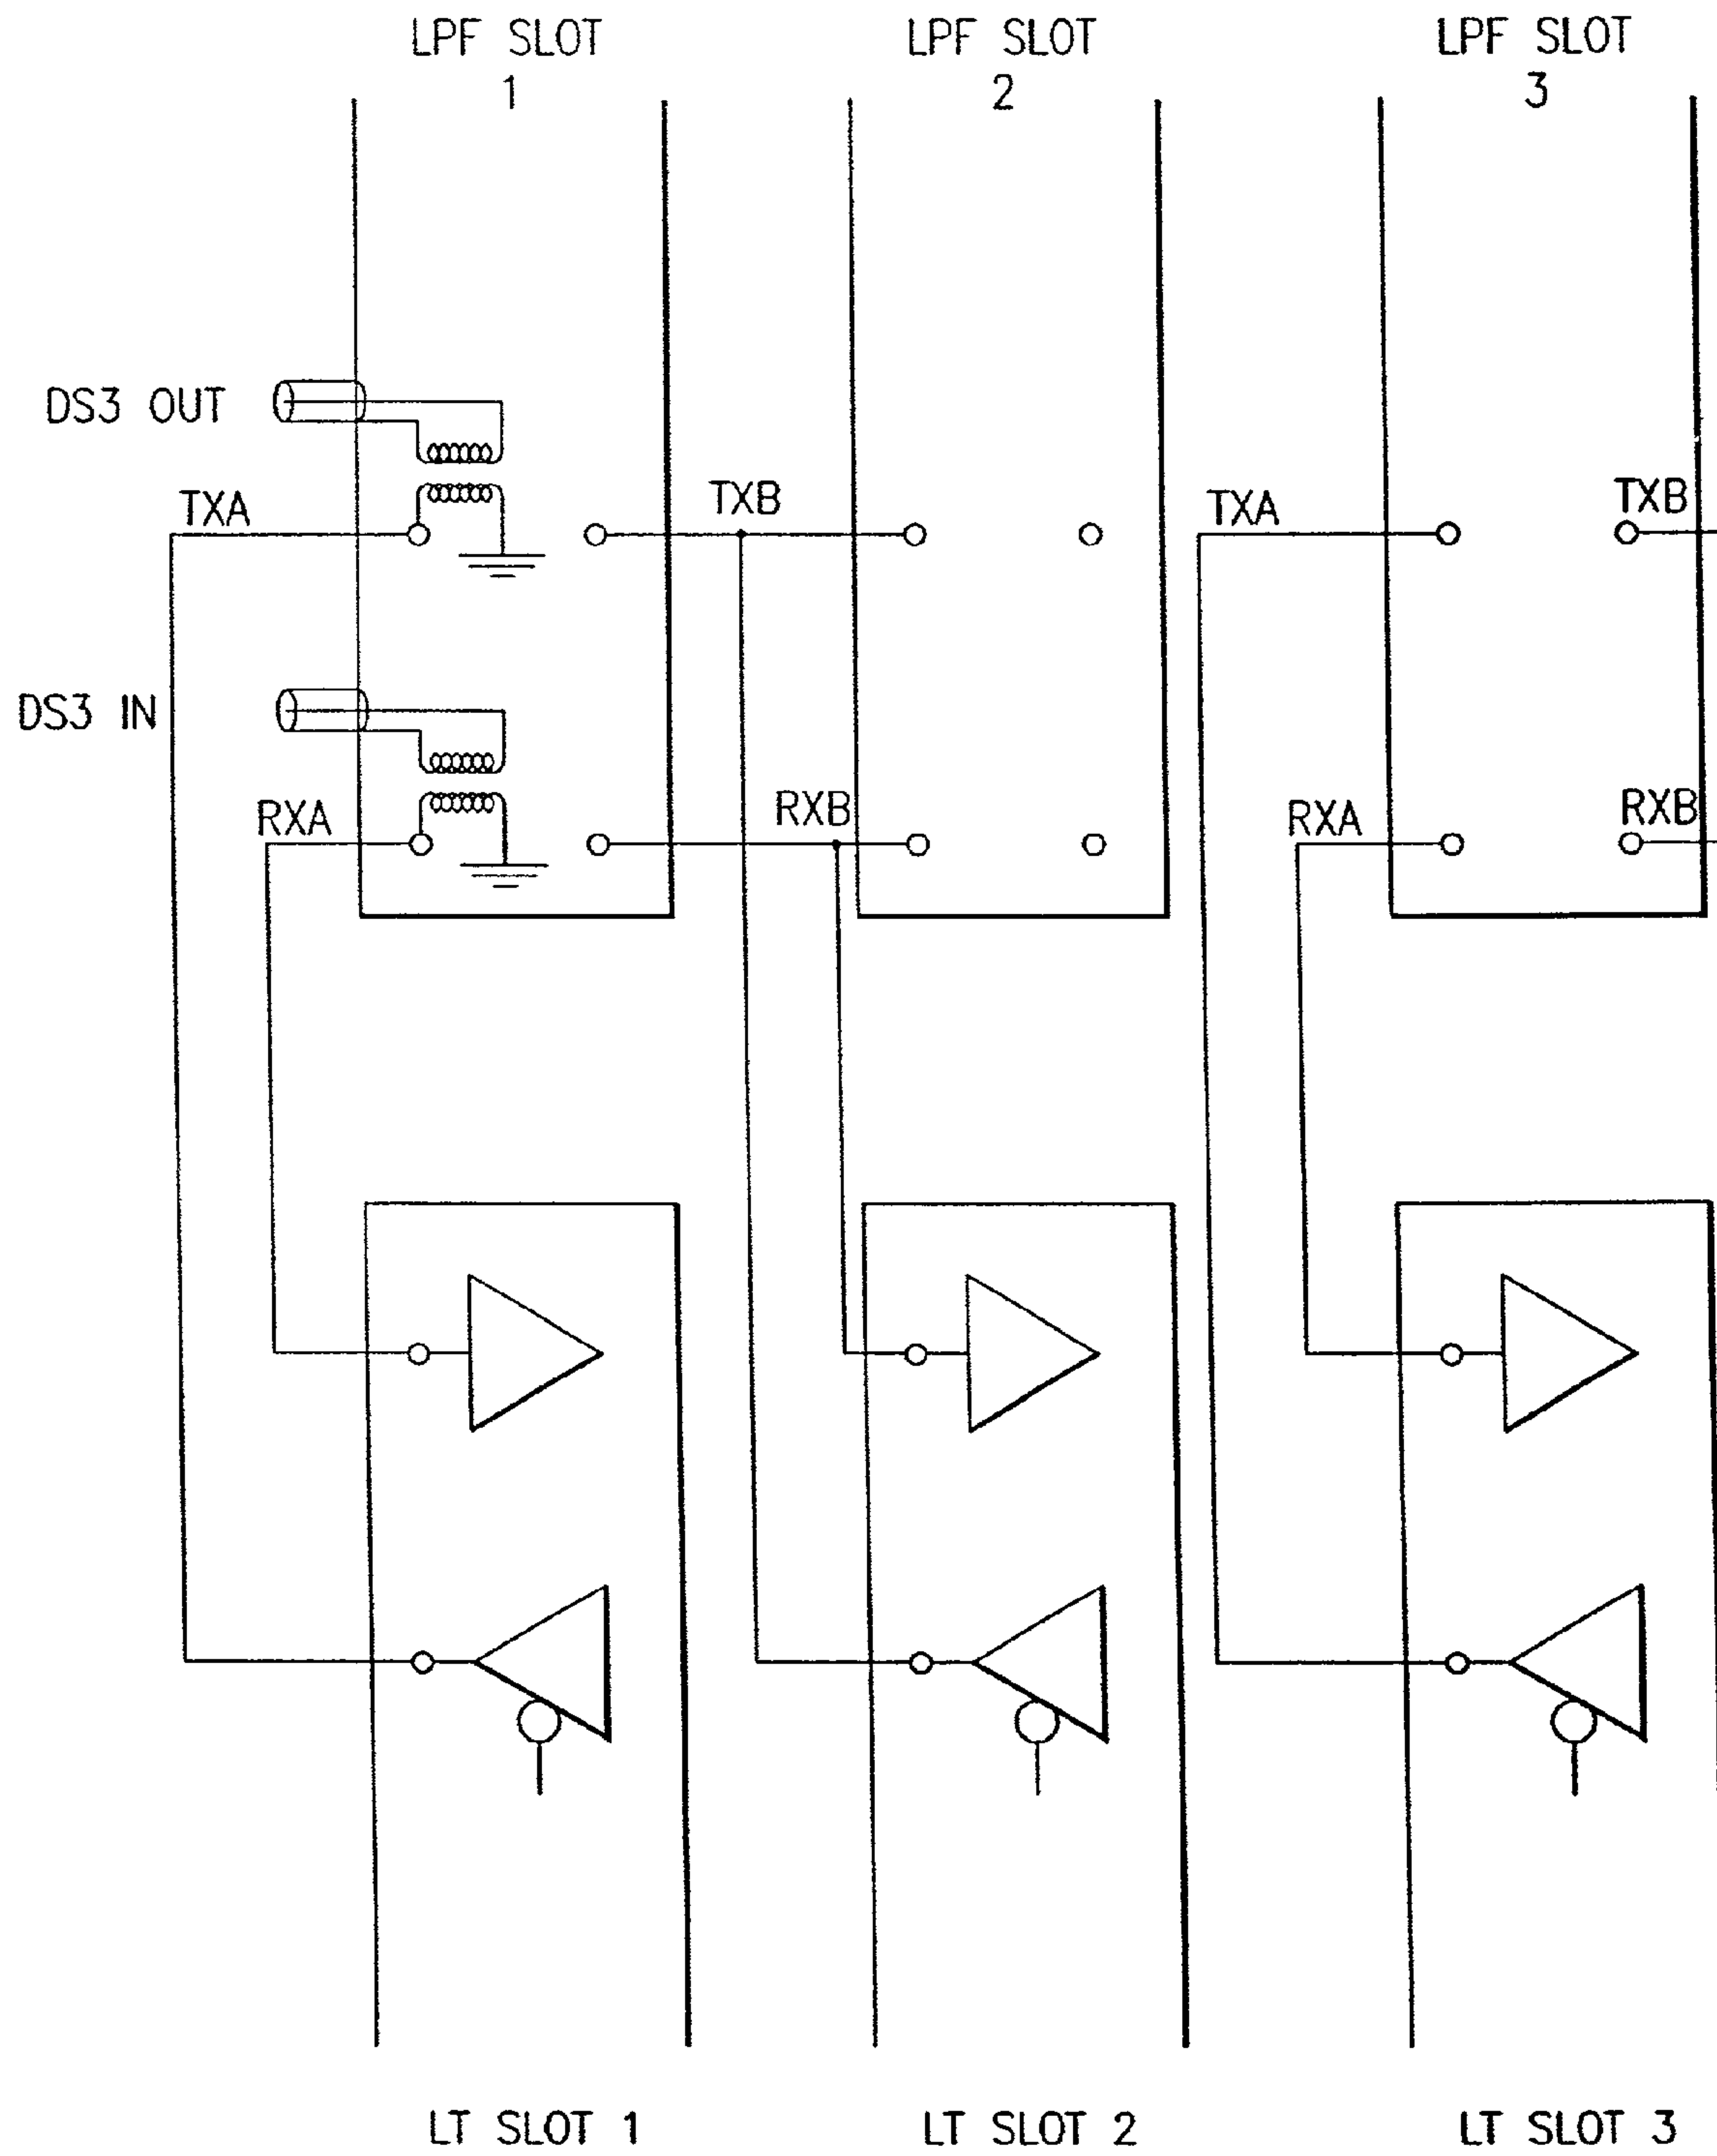 LPF SLOT
1
LPF SLOT
2
LPF SLOT
3
DS3 OUT
TXA
TXB
TXA
TXB
DS3 IN
RXA
RXB
RXA
RXB
LT SLOT 1
LT SLOT 2
LT SLOT 3